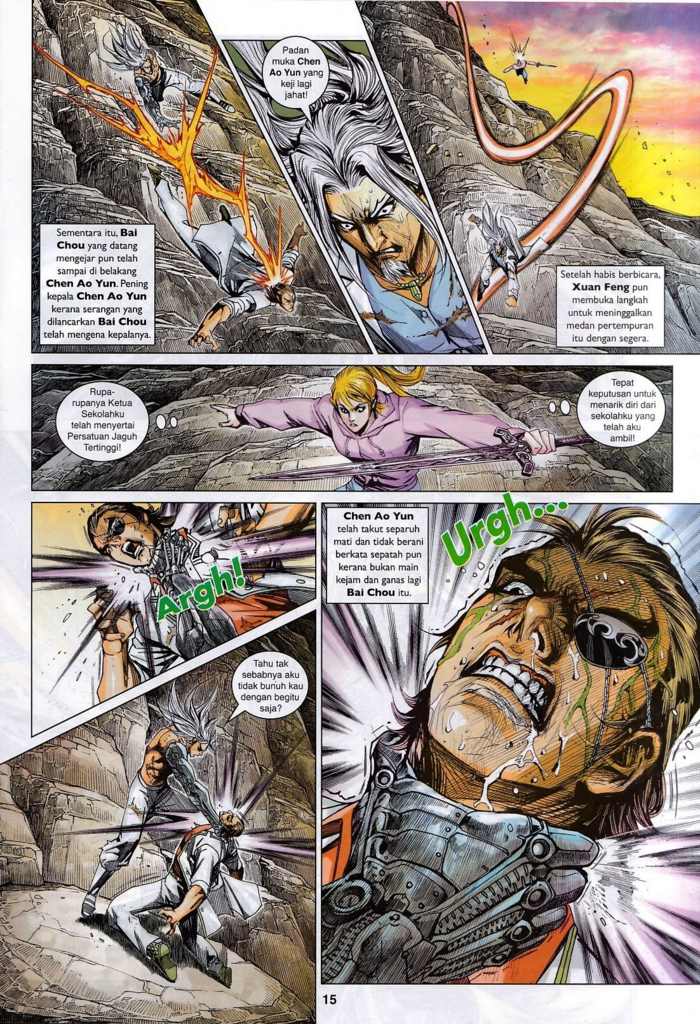 Sementara itu, Bai
Chou yang datang
mengejar pun telah
sampai di belakang
Chen Ao Yun. Pening
kepala Chen Ao Yun
kerana serangan yang
dilancarkan Bai Chou
telah mengena kepalanya.
Padan
muka Chen
Ao Yun yang
keji lagi
jahat!
Setelah habis berbicara,
Xuan Feng pun
membuka langkah
untuk meninggalkan
medan pertempuran
itu dengan segera.
Rupa-
rupanya Ketua
Sekolahku
telah menyertai
Persatuan Jaguh
Tertinggi!
Tepat
keputusan untuk
menarik diri dari
sekolahku yang
telah aku
ambil!
Argh!
Chen Ao Yun
telah takut separuh
mati dan tidak berani
berkata sepatah pun
kerana bukan main
kejam dan ganas lagi
Bai Chou itu.
Urgh...
Tahu tak
sebabnya aku
tidak bunuh kau
dengan begitu
saja?
15